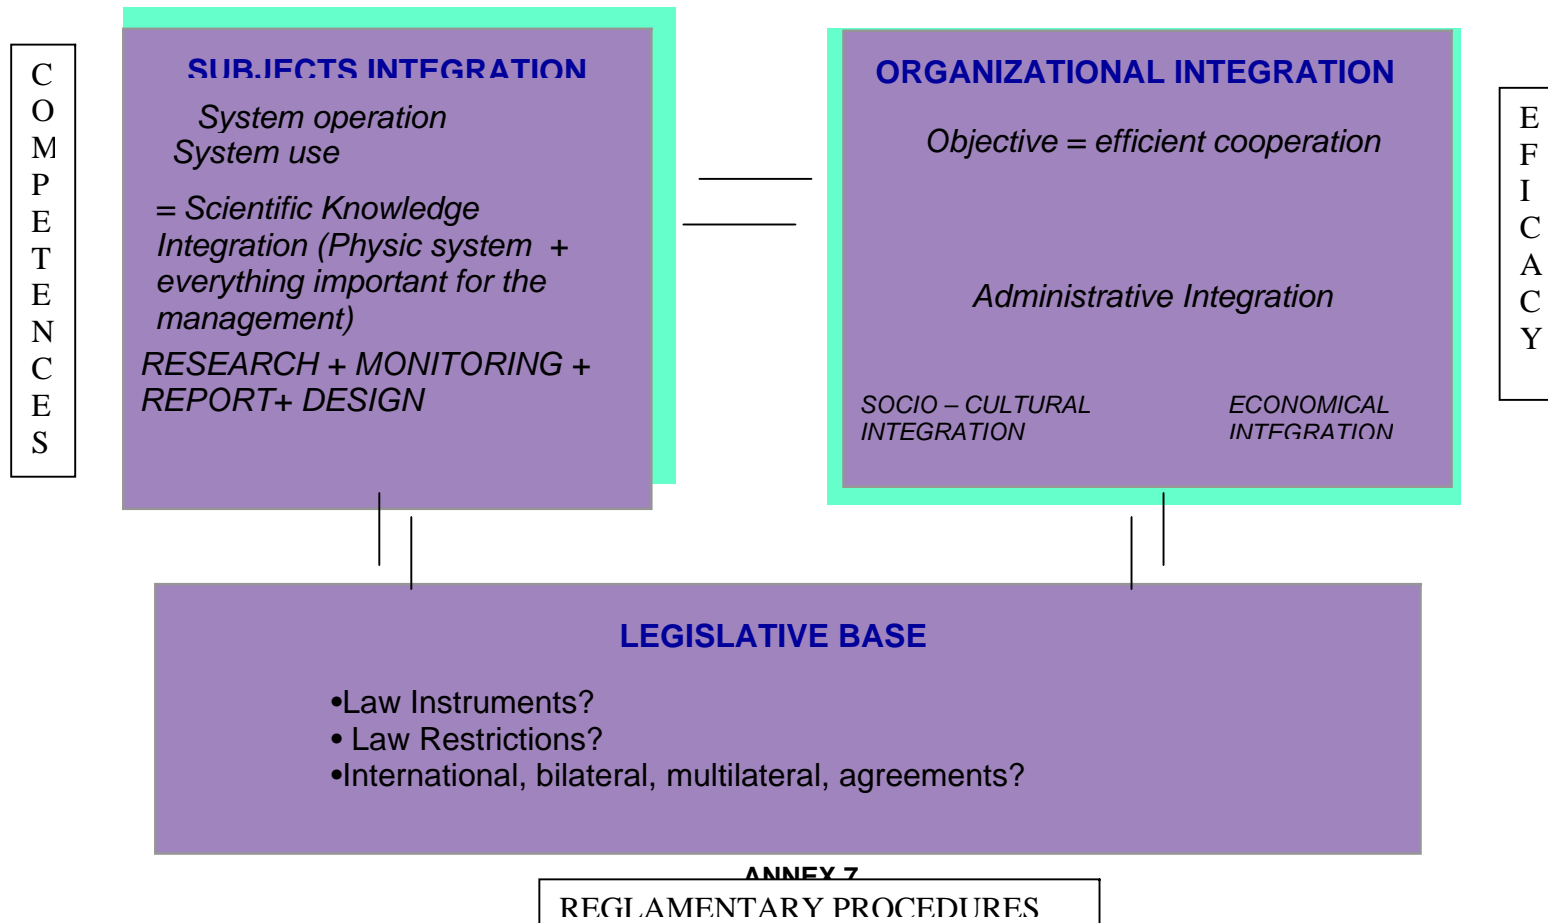 C
O
M
P
E
T
E
N
C
E
S
SUBJECTS INTEGRATION
System operation
System use
= Scientific Knowledge
Integration (Physic system +
everything important for the
management)
RESEARCH + MONITORING +
REPORT+ DESIGN
ORGANIZATIONAL INTEGRATION
Objective = efficient cooperation
Administrative Integration
SOCIO – CULTURAL
INTEGRATION
ECONOMICAL
INTEGRATION
E
F
I
C
A
C
Y
LEGISLATIVE BASE
•Law Instruments?
• Law Restrictions?
•International, bilateral, multilateral, agreements?
ANNEX 7
REGLAMENTARY PROCEDURES